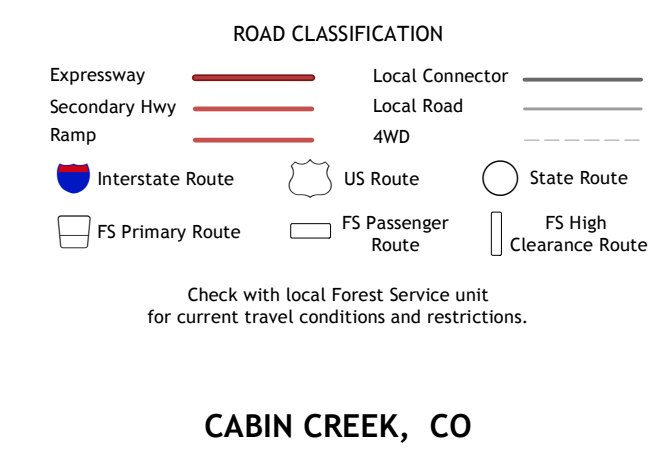 ROAD CLASSIFICATION
Expressway
Local Connector
Secondary Hwy
Local Road
Ramp
4WD
Interstate Route
US Route
State Route
FS Primary Route
FS Passenger
Route
FS High
Clearance Route
Check with local Forest Service unit
for current travel conditions and restrictions.
CABIN CREEK,  CO